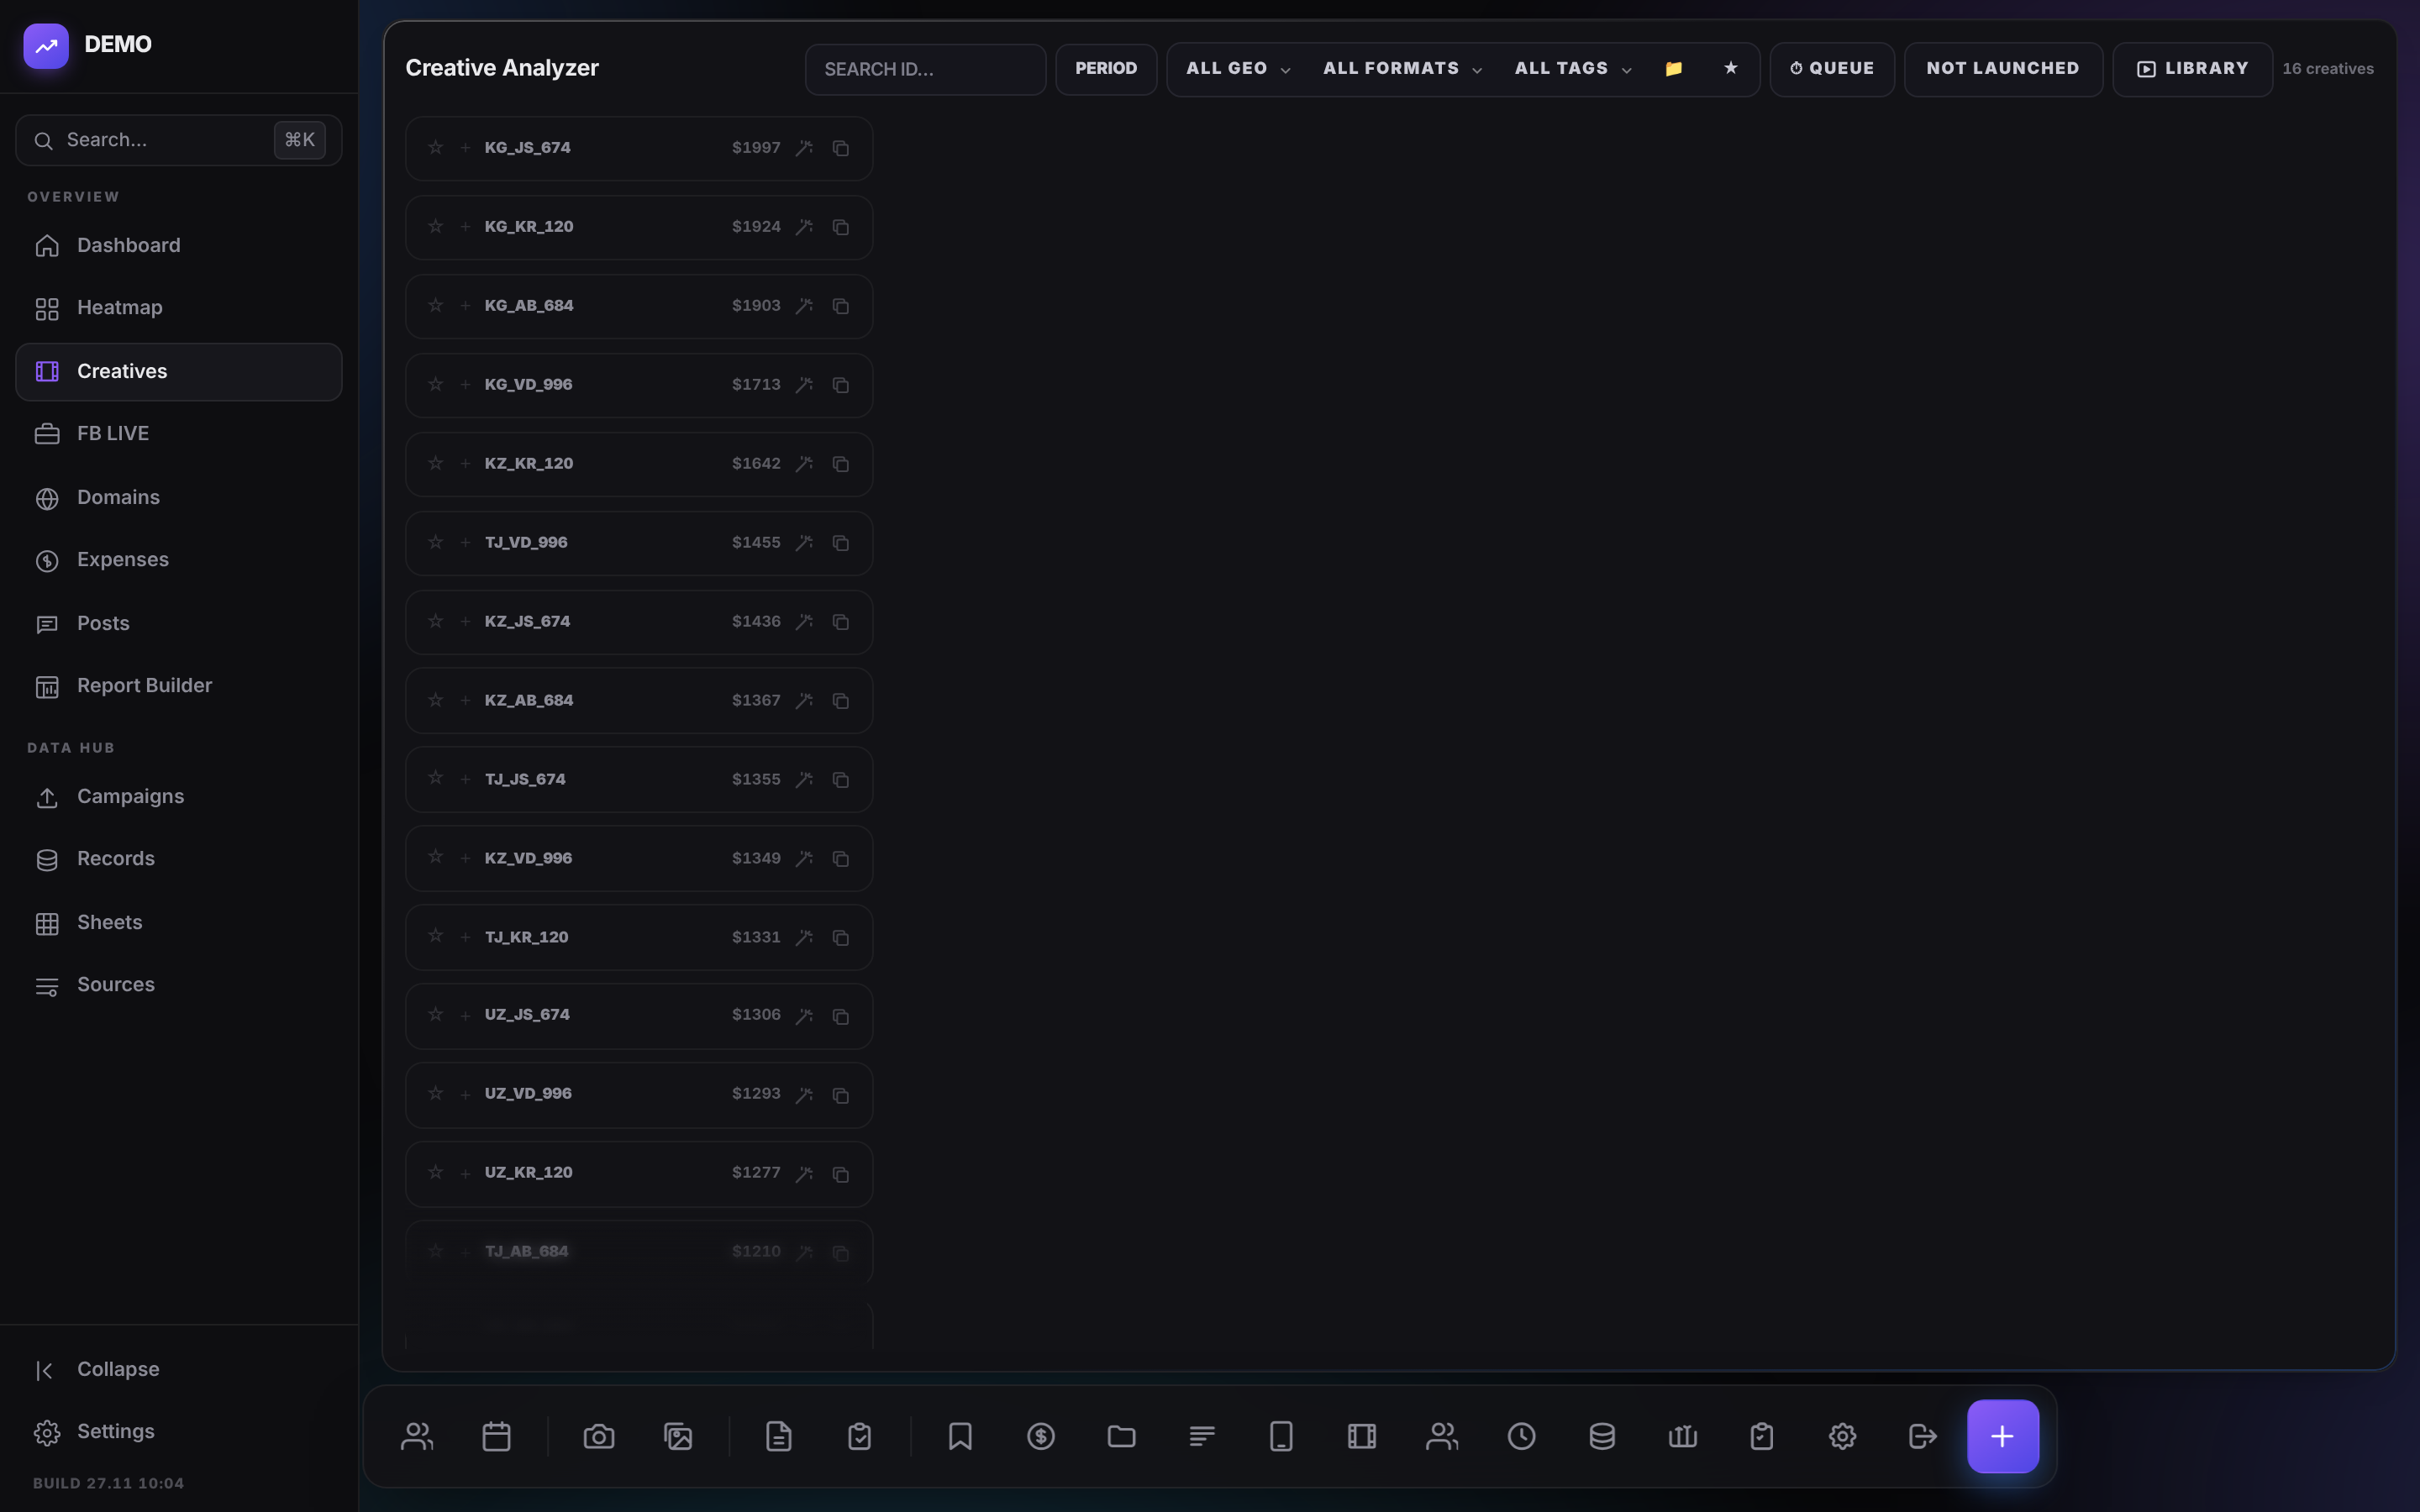 DEMO
Search...
⌘K
OVERVIEW
Dashboard
Heatmap
Creatives
FB LIVE
Domains
Expenses
Posts
Report Builder
DATA HUB
Campaigns
Records
Sheets
Sources
Collapse
Settings
BUILD 27.11 10:04
Creative Analyzer
SEARCH ID...
PERIOD
ALL GEO
ALL FORMATS
ALL TAGS
QUEUE
NOT LAUNCHED
LIBRARY
16 creatives
KG_JS_674 $1997
KG_KR_120 $1924
KG_AB_684 $1903
KG_VD_996 $1713
KZ_KR_120 $1642
TJ_VD_996 $1455
KZ_JS_674 $1436
KZ_AB_684 $1367
TJ_JS_674 $1355
KZ_VD_996 $1349
TJ_KR_120 $1331
UZ_JS_674 $1306
UZ_VD_996 $1293
UZ_KR_120 $1277
TJ_AB_684 $1210